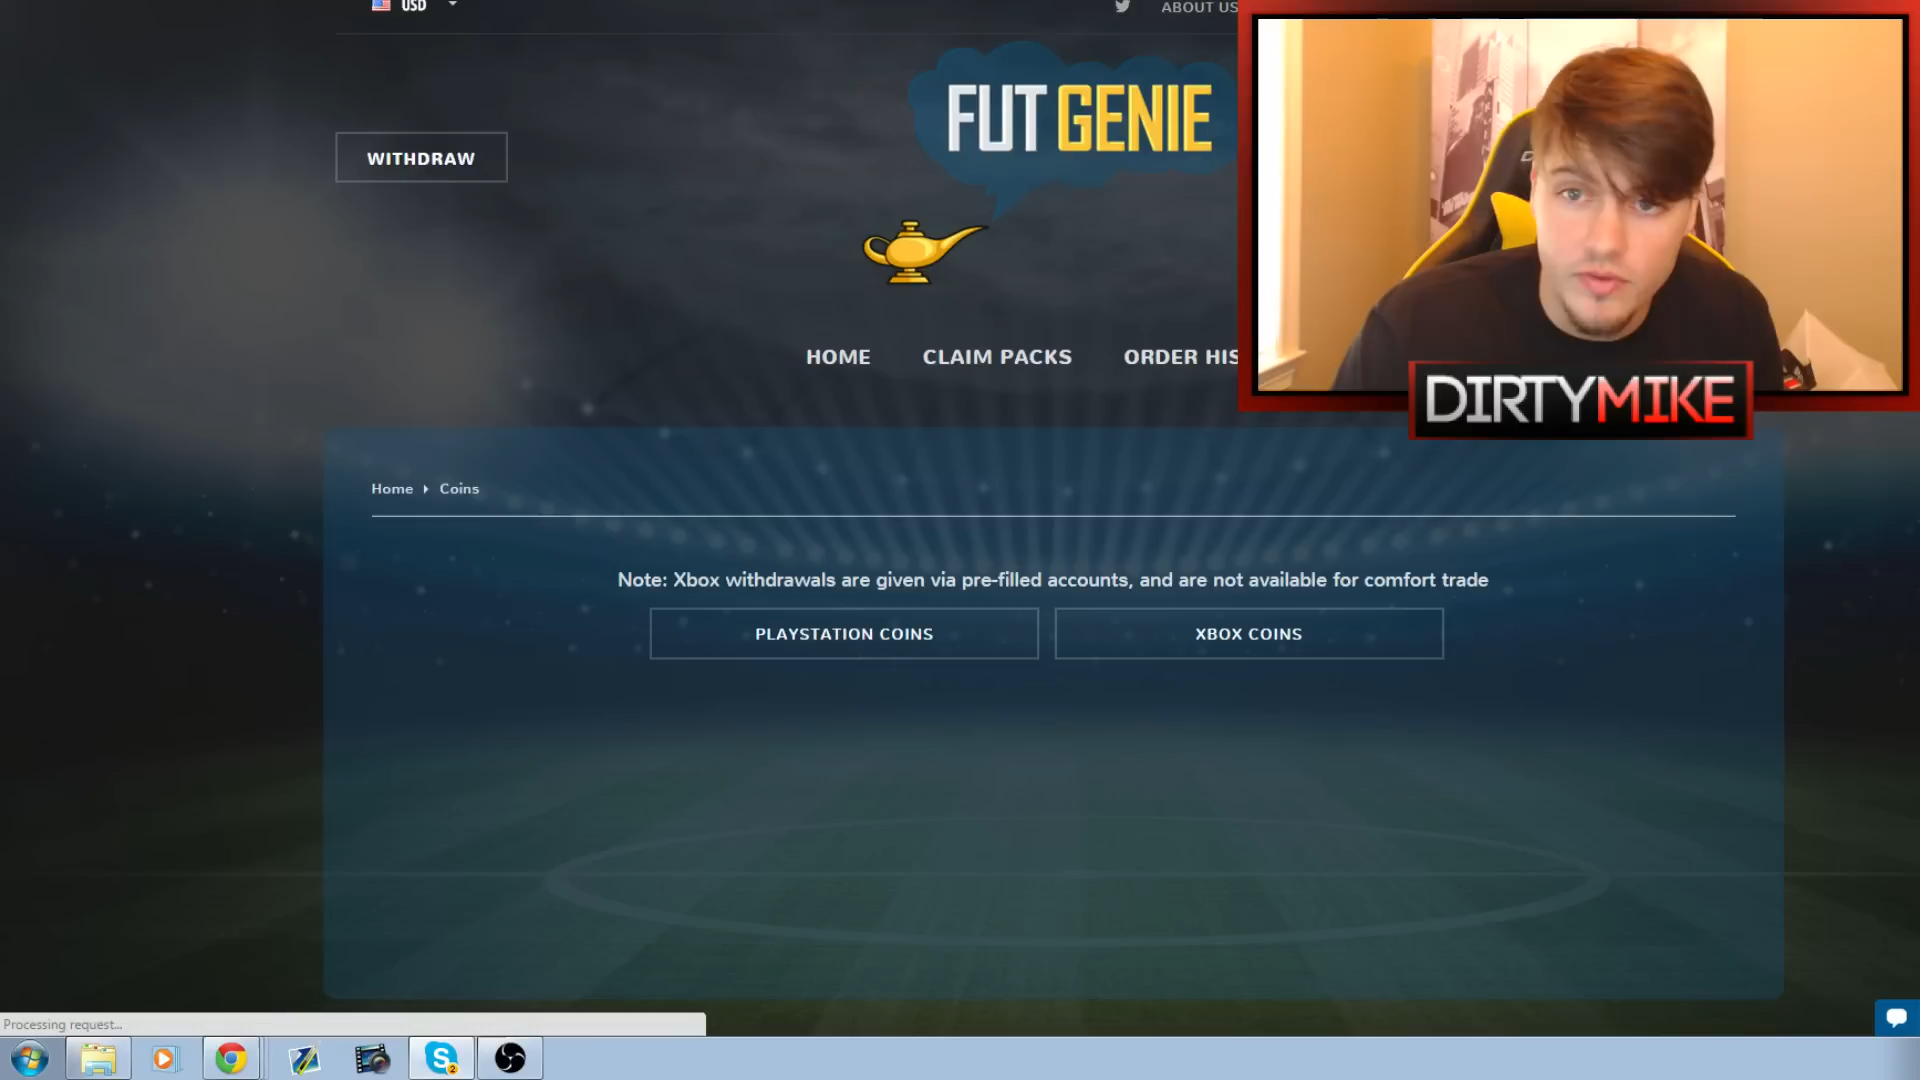 USD
ABOUT US
WITHDRAW
FUT GENIE
HOME CLAIM PACKS ORDER HIS
DIRTYMIKE
Home Coins
Note: Xbox withdrawals are given via pre-filled accounts, and are not available for comfort trade
PLAYSTATION COINS XBOX COINS
Processing request...
S
2